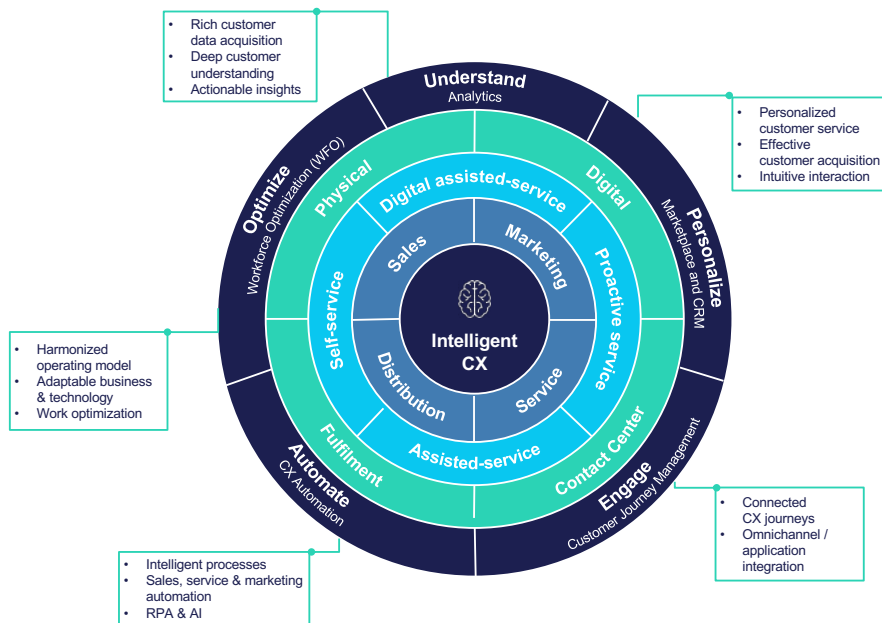 • Rich customer
data acquisition
• Deep customer
understanding
• Actionable insights
Understand
Analytics
• Personalized
customer service
• Effective
customer acquisition
• Intuitive interaction
Optimize
Workforce Optimization (WFO)
Personalize
Marketplace and CRM
Physical
Digital
Digital assisted-service
Self-service
Proactive service
Sales
Marketing
Intelligent
CX
Distribution
Service
Assisted-service
Fulfilment
Contact Center
• Harmonized
operating model
• Adaptable business
& technology
• Work optimization
Automate
CX Automation
Engage
Customer Journey Management
• Connected
CX journeys
• Omnichannel /
application
integration
• Intelligent processes
• Sales, service & marketing
automation
• RPA & AI